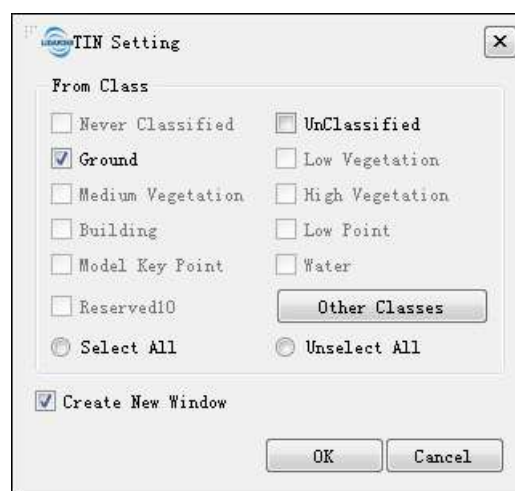 TIN Setting
From Class
Never Classified
UnClassified
Ground
Low Vegetation
Medium Vegetation
High Vegetation
Building
Low Point
Model Key Point
Water
Reserved10
Other Classes
Select All
Unselect All
Create New Window
OK
Cancel